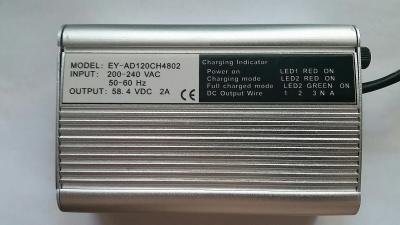 MODEL: EY-AD120CH4802
INPUT: 200-240 VAC
50-60 Hz
OUTPUT: 58.4 VDC 2A
CE
Charging Indicator
Power on LED1 RED ON
Charging mode LED2 RED ON
Full charged mode LED2 GREEN ON
DC Output Wire 1 2 3 N A